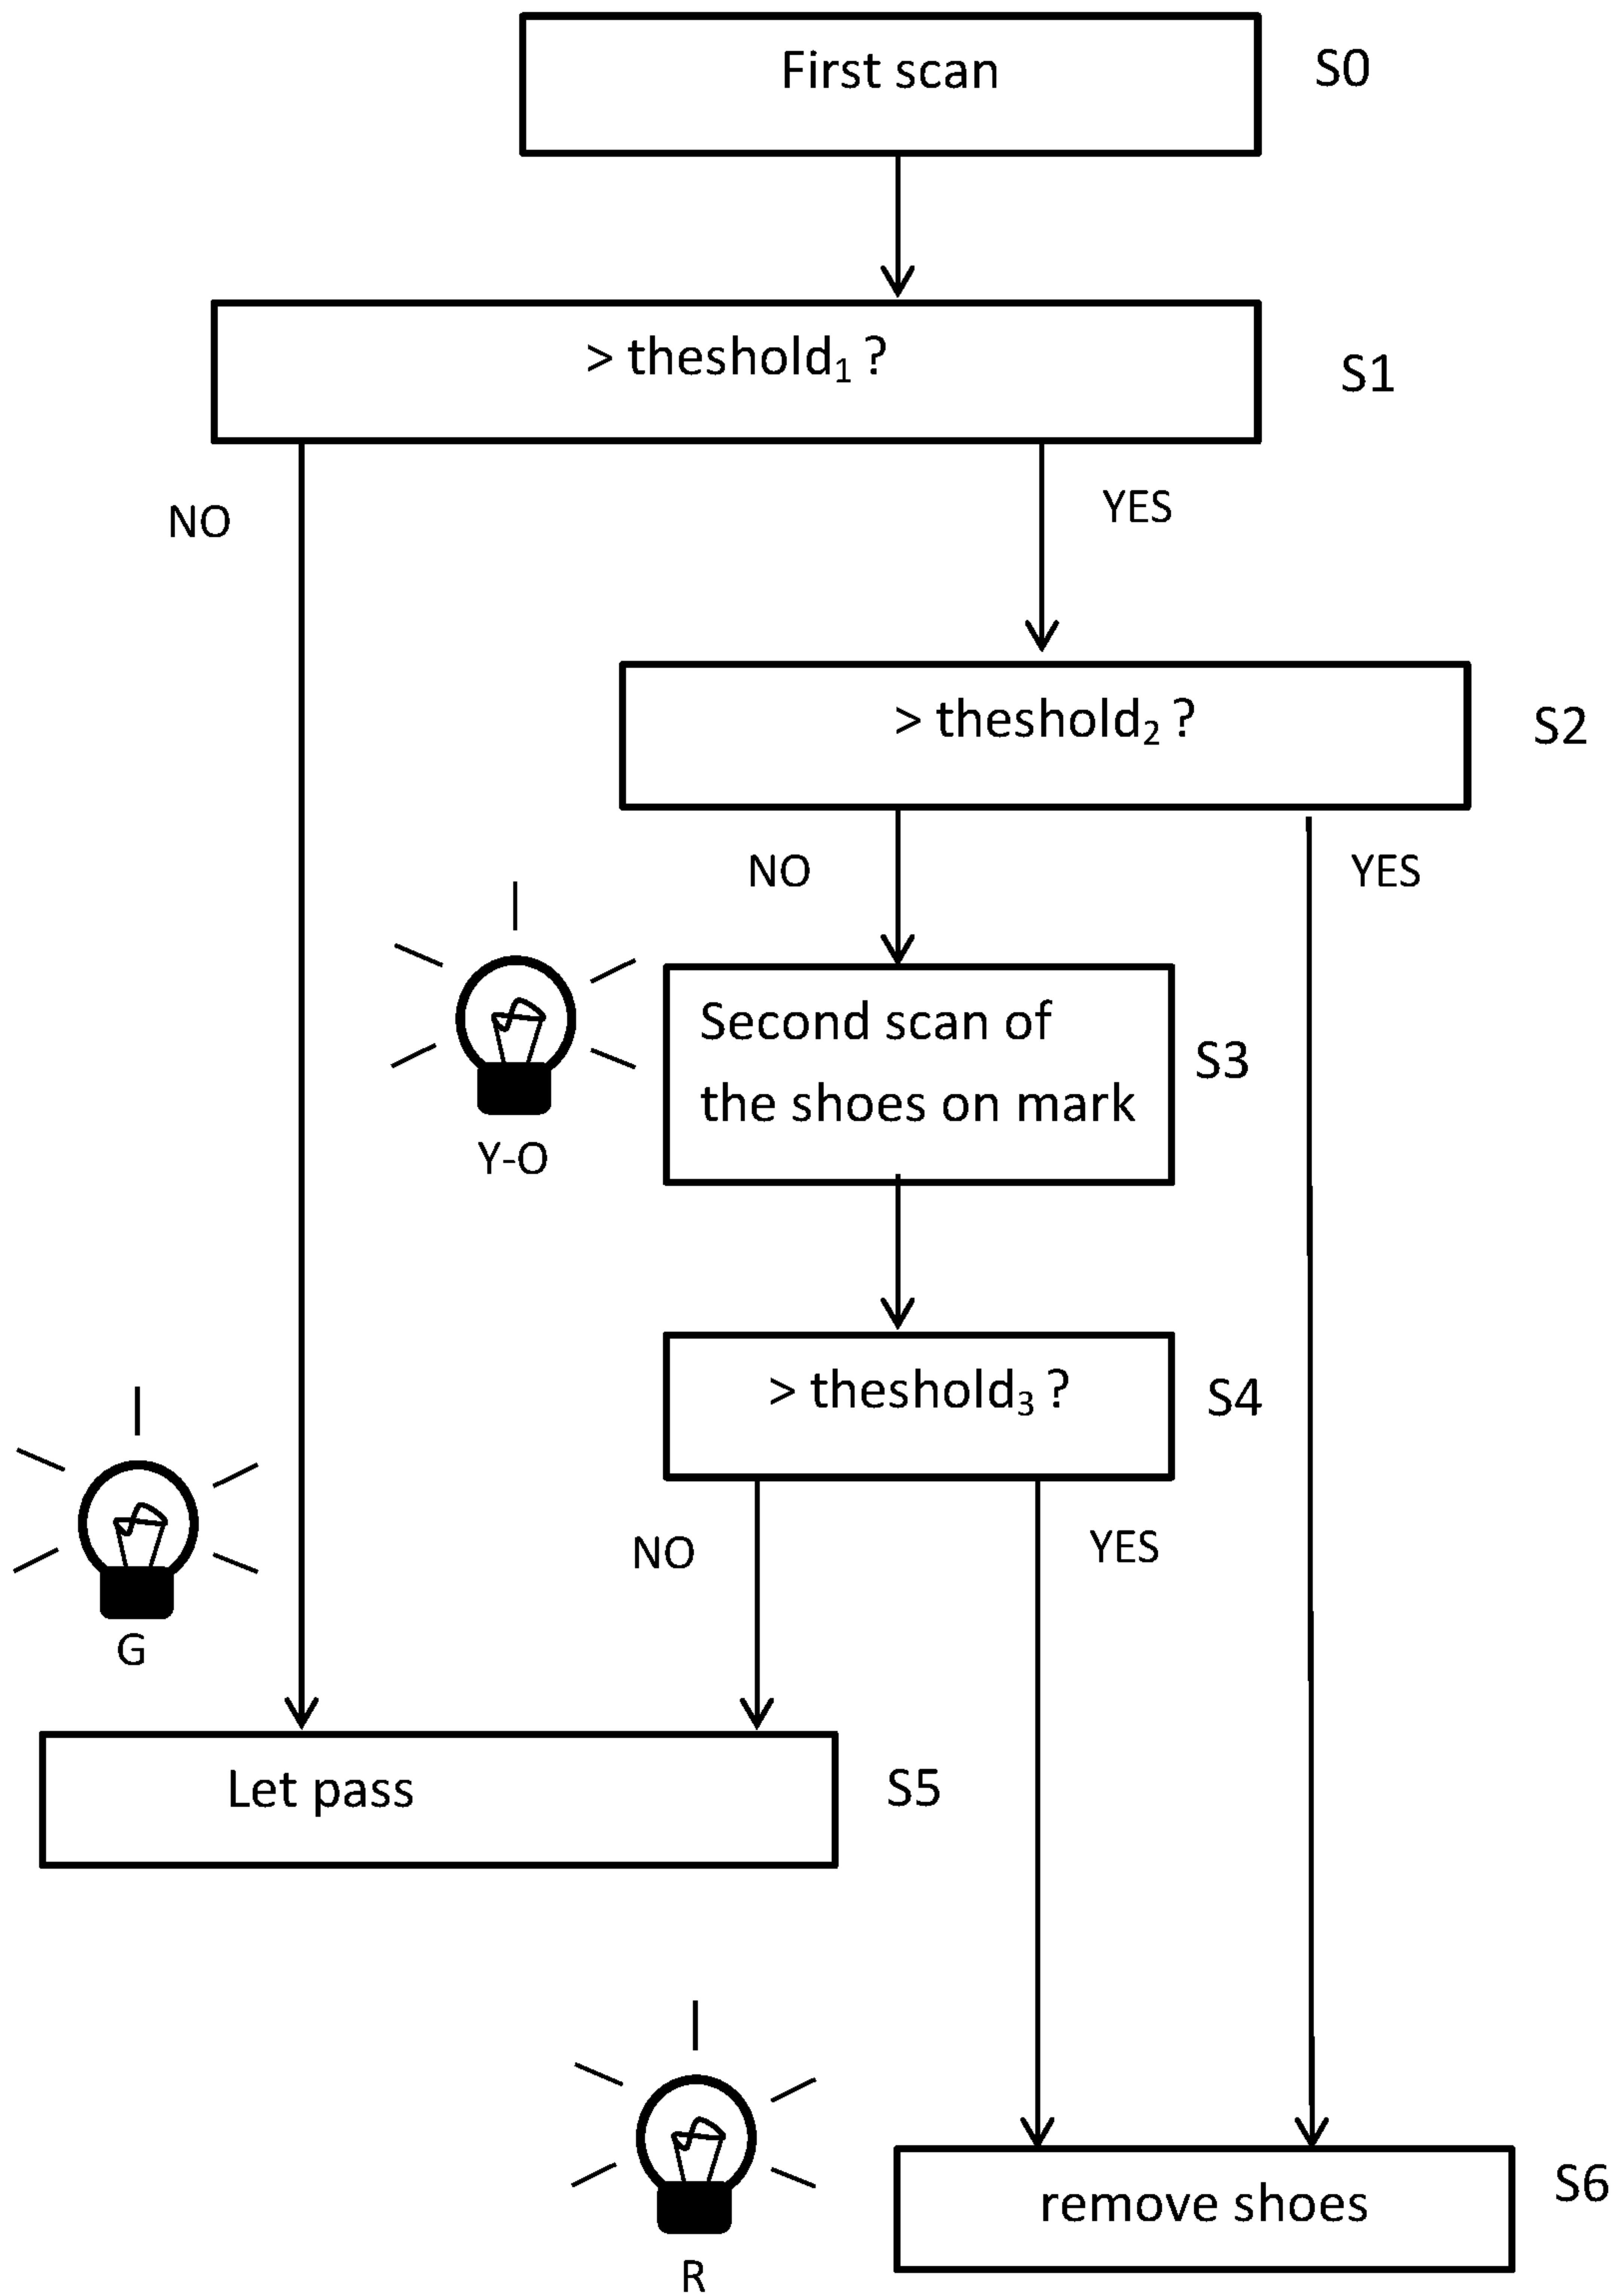 First scan
S0
> theshold₁ ?
S1
NO
YES
> theshold₂ ?
S2
NO
YES
Second scan of
the shoes on mark
S3
Y-O
> theshold₃ ?
S4
NO
YES
G
Let pass
S5
remove shoes
S6
R